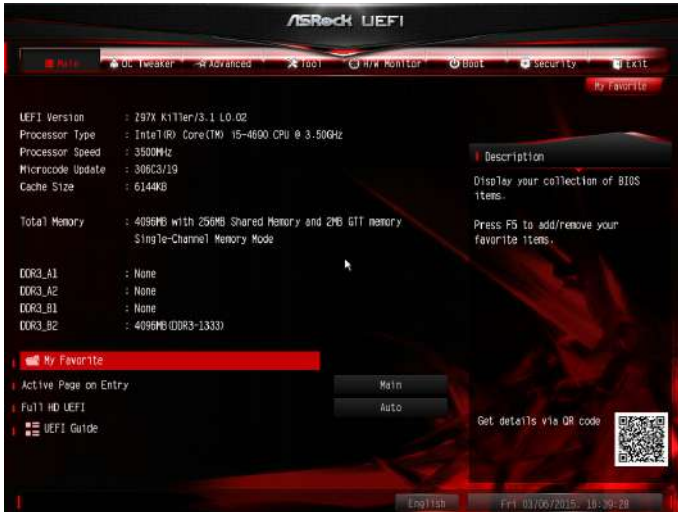 ASRock UEFI
Main OC Tweaker Advanced Tool H/W Monitor Boot Security Exit
My Favorite
UEFI Version : Z97X Killer/3.1 L0.02
Processor Type : Intel(R) Core(TM) i5-4690 CPU @ 3.50GHz
Processor Speed : 3500MHz
Microcode Update : 306C3/19
Cache Size : 6144KB
Total Memory : 4096MB with 256MB Shared Memory and 2MB GTT memory
Single-Channel Memory Mode
DDR3_A1 : None
DDR3_A2 : None
DDR3_B1 : None
DDR3_B2 : 4096MB(DDR3-1333)
My Favorite
Active Page on Entry Main
Full HD UEFI Auto
UEFI Guide
Description
Display your collection of BIOS
items.
Press F5 to add/remove your
favorite items.
Get details via QR code
English Fri 03/06/2015, 18:39:28